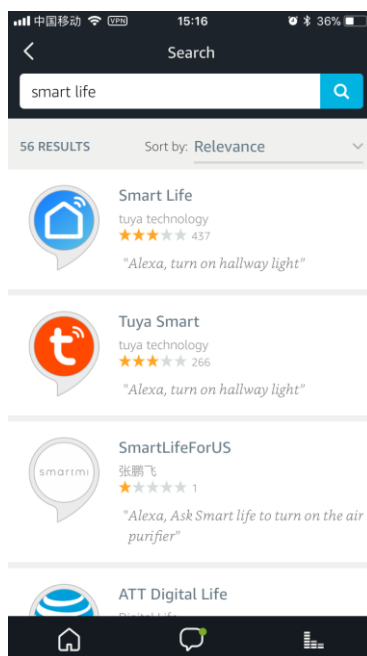 中国移动 VPN 15:16 36%
Search
smart life
56 RESULTS Sort by: Relevance
Smart Life
tuya technology
437
"Alexa, turn on hallway light"
Tuya Smart
tuya technology
266
"Alexa, turn on hallway light"
smartmi
SmartLifeForUS
张鹏飞
1
"Alexa, Ask Smart life to turn on the air
purifier"
ATT Digital Life
Digital Life